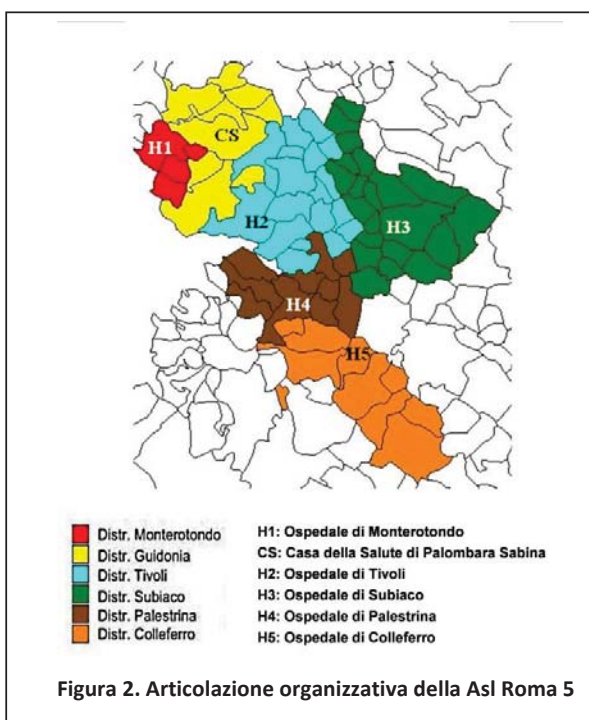 CS
H1
H2
H3
H4
H5
Distr. Monterotondo
Distr. Guidonia
Distr. Tivoli
Distr. Subiaco
Distr. Palestrina
Distr. Colleferro
H1: Ospedale di Monterotondo
CS: Casa della Salute di Palombara Sabina
H2: Ospedale di Tivoli
H3: Ospedale di Subiaco
H4: Ospedale di Palestrina
H5: Ospedale di Colleferro
Figura 2. Articolazione organizzativa della Asl Roma 5